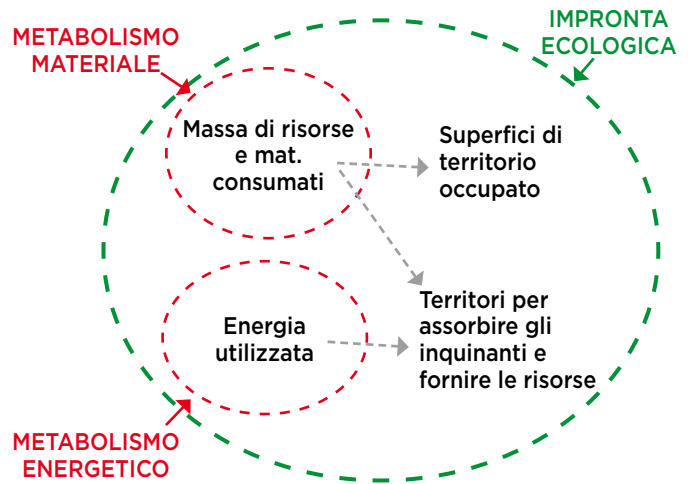 METABOLISMO
MATERIALE
IMPRONTA
ECOLOGICA
Massa di risorse
e mat.
consumati
Superfici di
territorio
occupato
Energia
utilizzata
Territori per
assorbire gli
inquinanti e
fornire le risorse
METABOLISMO
ENERGETICO